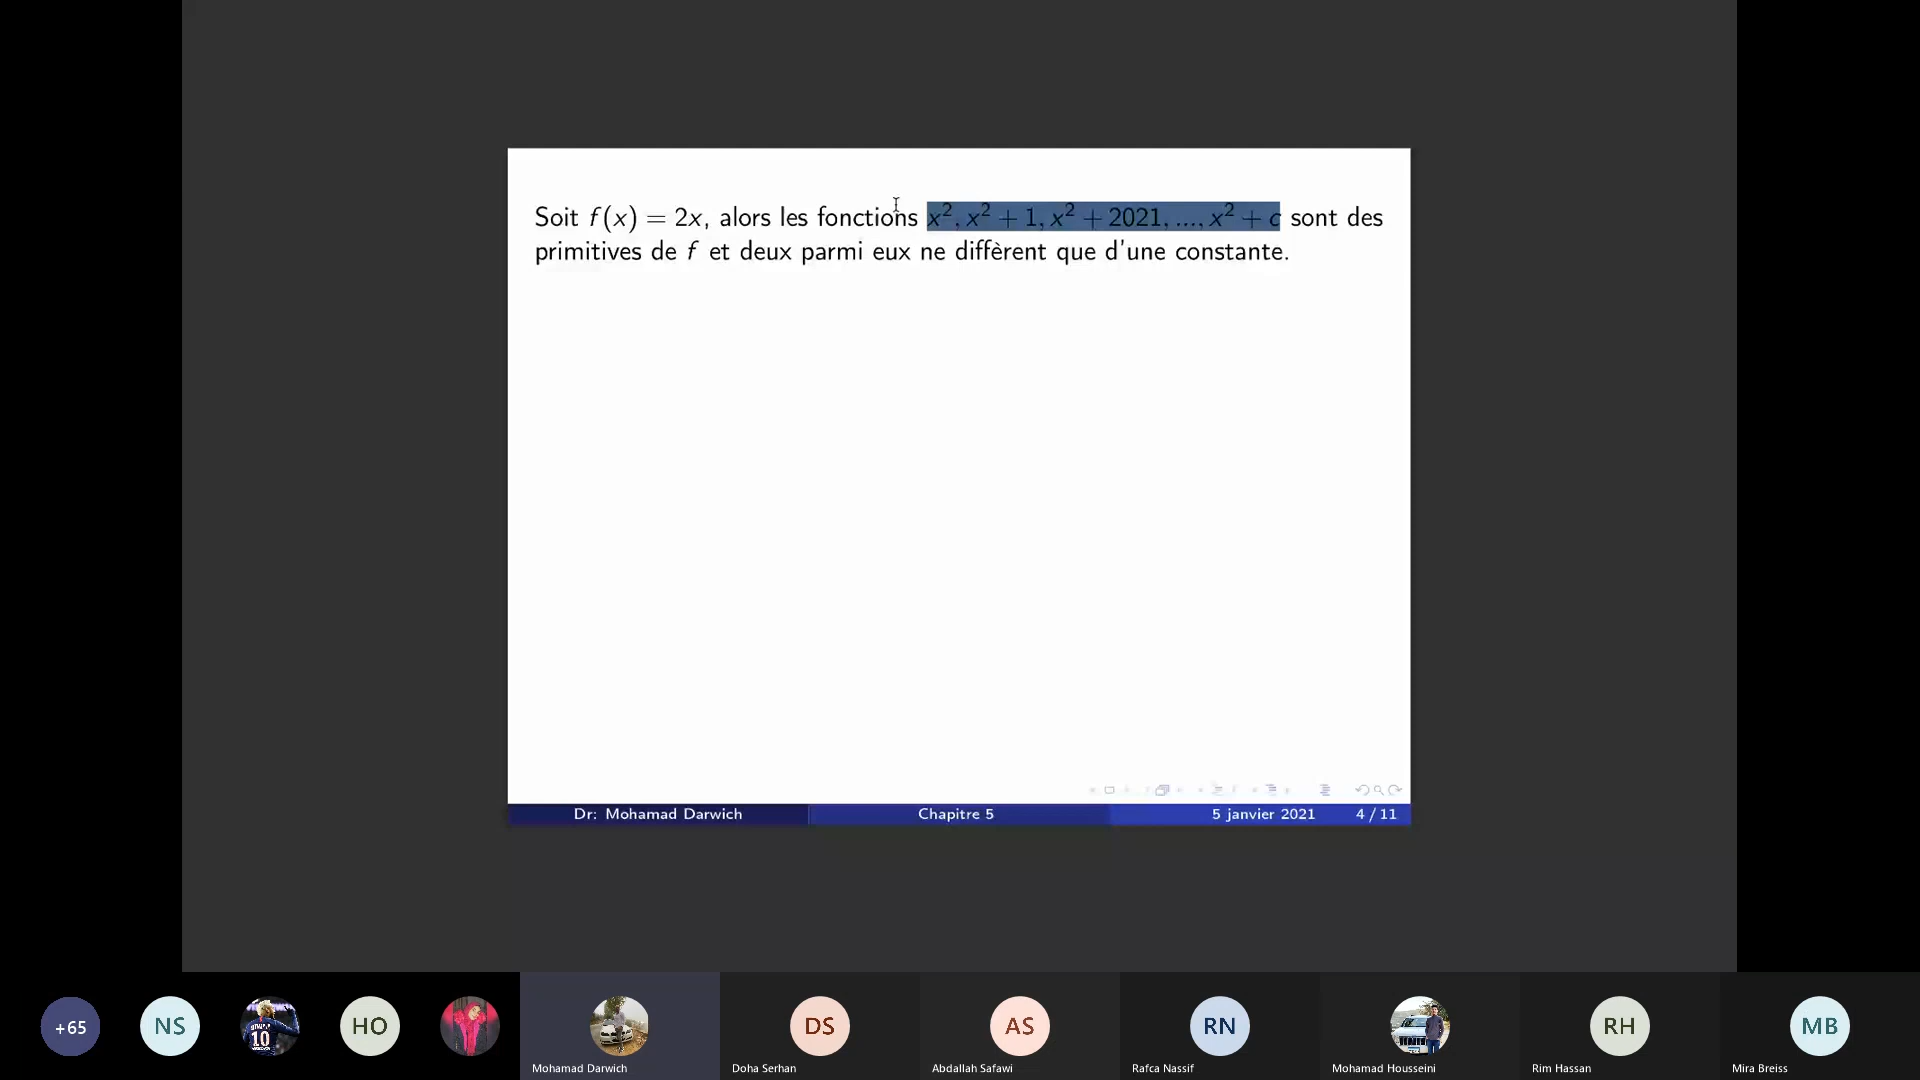 Soit f(x) = 2x, alors les fonctions x², x² + 1, x² + 2021, ..., x² + c sont des
primitives de f et deux parmi eux ne diffèrent que d'une constante.
Dr: Mohamad Darwich Chapitre 5 5 janvier 2021 4 / 11
+65 NS 10 HO DS AS RN RH MB
Mohamad Darwich Doha Serhan Abdallah Safawi Rafca Nassif Mohamad Housseini Rim Hassan Mira Breiss